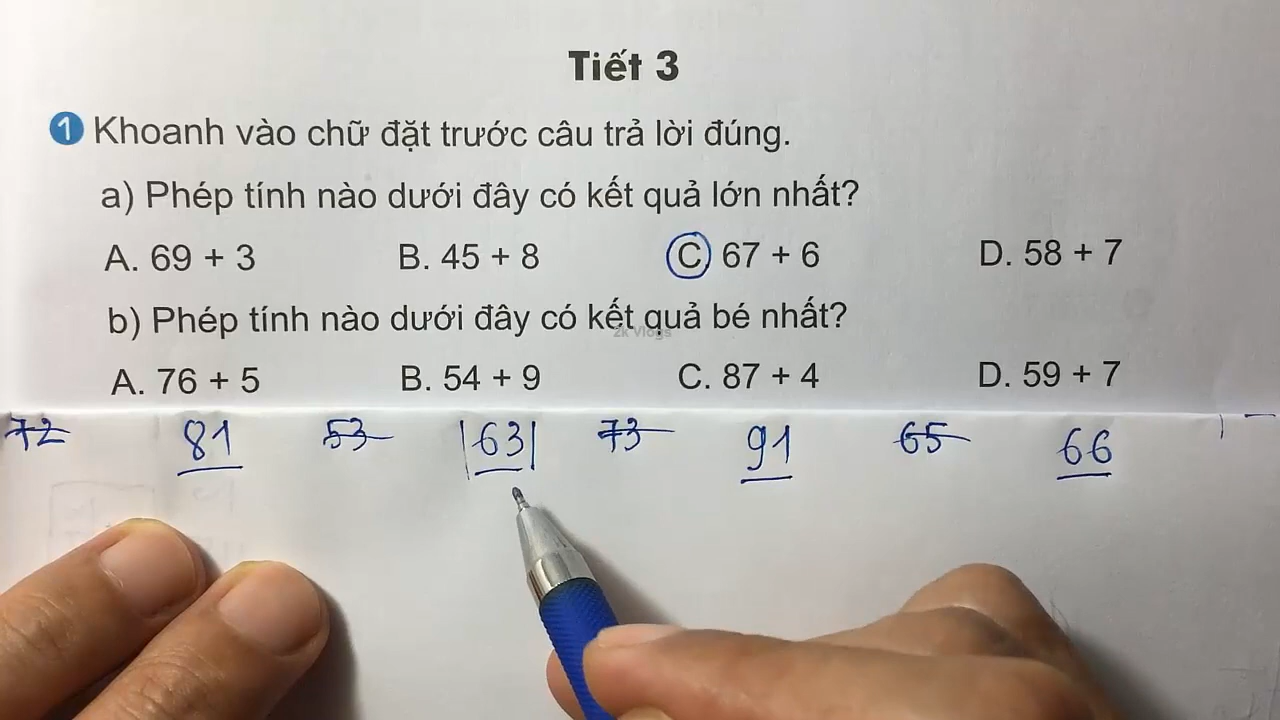 Tiết 3
1 Khoanh vào chữ đặt trước câu trả lời đúng.
a) Phép tính nào dưới đây có kết quả lớn nhất?
A. 69 + 3 B. 45 + 8 C. 67 + 6 D. 58 + 7
b) Phép tính nào dưới đây có kết quả bé nhất?
2k Vlogs
A. 76 + 5 B. 54 + 9 C. 87 + 4 D. 59 + 7
72 81 53 |63| 73 91 65 66